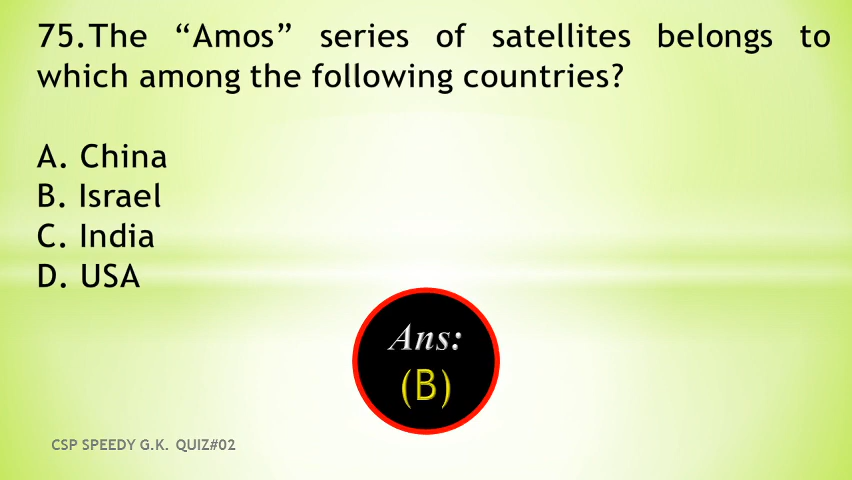 75.The “Amos” series of satellites belongs to
which among the following countries?
A. China
B. Israel
C. India
D. USA
Ans:
(B)
CSP SPEEDY G.K. QUIZ#02